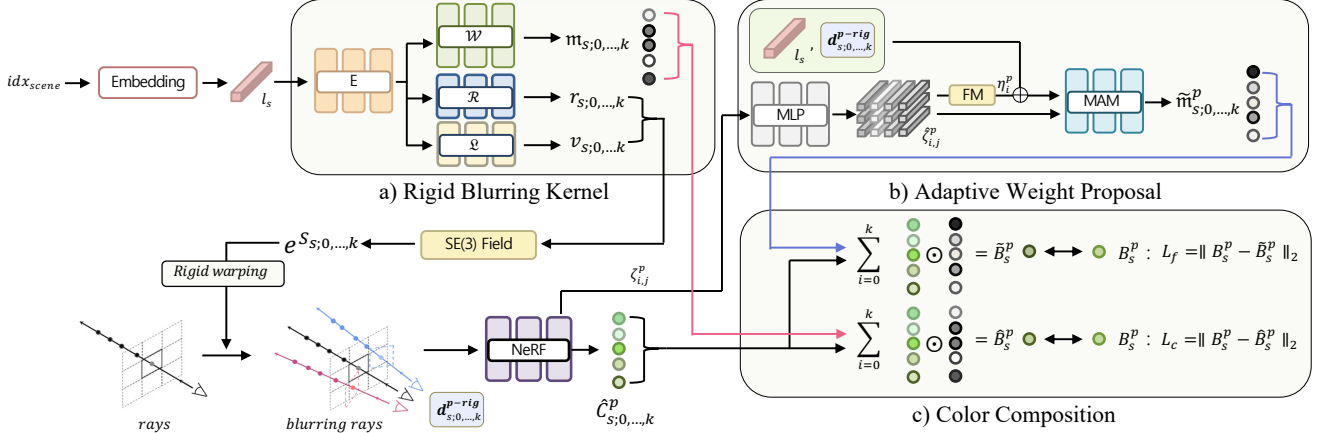 idx_{scene}
Embedding
l_s
E
𝒲
ℛ
𝔏
m_{s;0,…,k}
r_{s;0,…,k}
v_{s;0,…,k}
a) Rigid Blurring Kernel
l_s, d^{p-rig}_{s;0,…,k}
MLP
ζ̂^p_{i,j}
FM
η^p_i
MAM
m̃^p_{s;0,…,k}
b) Adaptive Weight Proposal
e^{S_{s;0,…,k}}
SE(3) Field
Rigid warping
rays
blurring rays
d^{p-rig}_{s;0,…,k}
NeRF
ζ^p_{i,j}
Ĉ^p_{s;0,…,k}
∑_{i=0}^{k} ⊙ = B̃^p_s ↔ B^p_s : L_f =∥ B^p_s − B̃^p_s ∥_2
∑_{i=0}^{k} ⊙ = B̂^p_s ↔ B^p_s : L_c =∥ B^p_s − B̂^p_s ∥_2
c) Color Composition